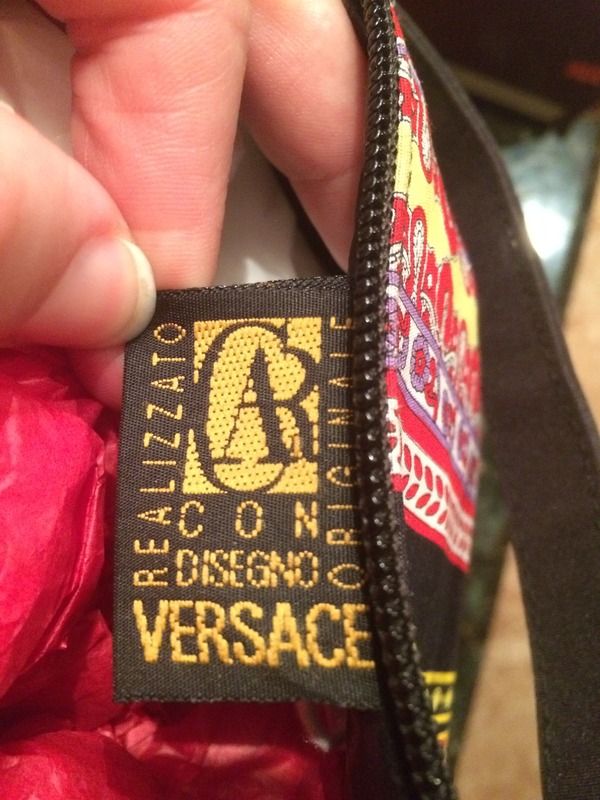 REALIZZATO
CON
DISEGNO
ORIGINALE
VERSACE